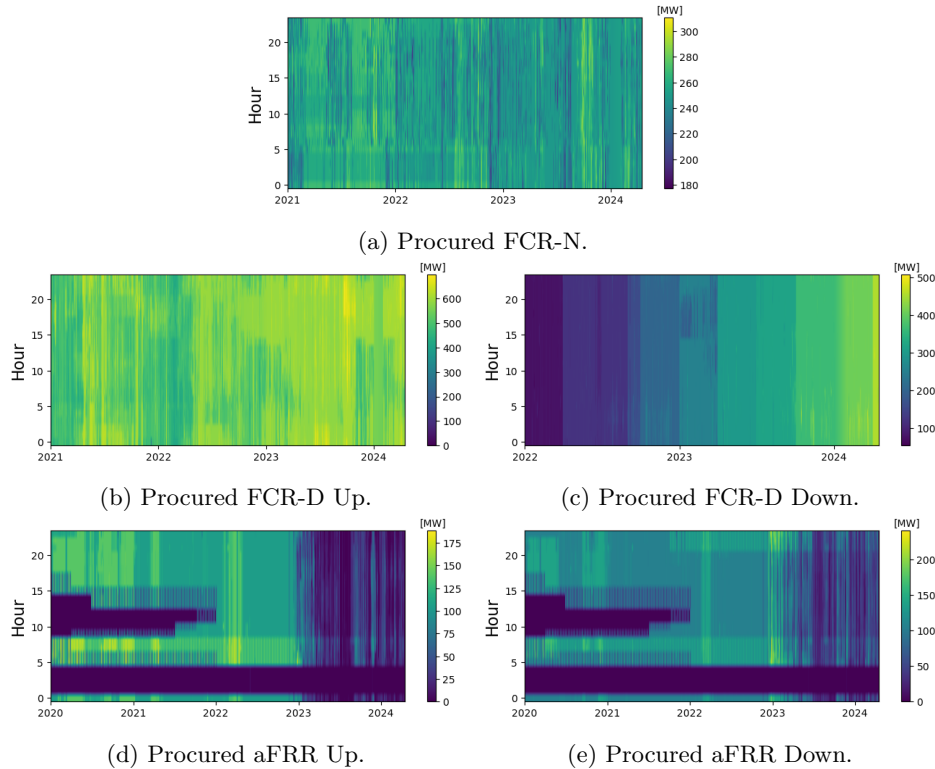 [MW]
300
280
260
240
220
200
180
Hour
20
15
10
5
0
2021 2022 2023 2024
(a) Procured FCR-N.
[MW]
600
500
400
300
200
100
0
Hour
20
15
10
5
0
2021 2022 2023 2024
(b) Procured FCR-D Up.
[MW]
500
400
300
200
100
Hour
20
15
10
5
0
2022 2023 2024
(c) Procured FCR-D Down.
[MW]
175
150
125
100
75
50
25
0
Hour
20
15
10
5
0
2020 2021 2022 2023 2024
(d) Procured aFRR Up.
[MW]
200
150
100
50
0
Hour
20
15
10
5
0
2020 2021 2022 2023 2024
(e) Procured aFRR Down.